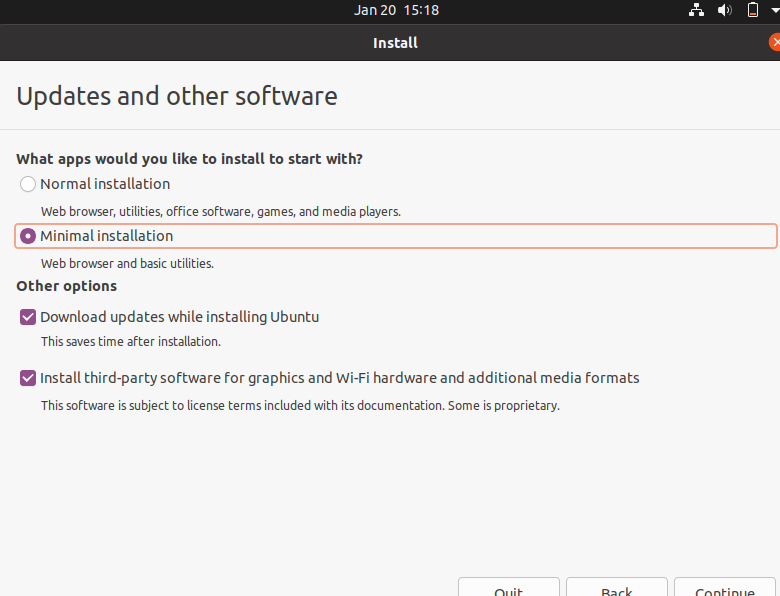 Jan 20 15:18
Install
Updates and other software
What apps would you like to install to start with?
Normal installation
Web browser, utilities, office software, games, and media players.
Minimal installation
Web browser and basic utilities.
Other options
Download updates while installing Ubuntu
This saves time after installation.
Install third-party software for graphics and Wi-Fi hardware and additional media formats
This software is subject to license terms included with its documentation. Some is proprietary.
Quit Back Continue